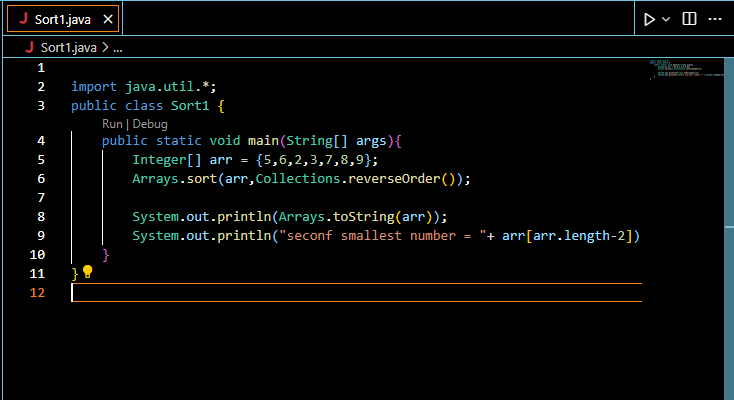 J Sort1.java ×
J Sort1.java > ...
1
2 import java.util.*;
3 public class Sort1 {
Run | Debug
4 public static void main(String[] args){
5 Integer[] arr = {5,6,2,3,7,8,9};
6 Arrays.sort(arr,Collections.reverseOrder());
7
8 System.out.println(Arrays.toString(arr));
9 System.out.println("seconf smallest number = "+ arr[arr.length-2])
10 }
11 }
12